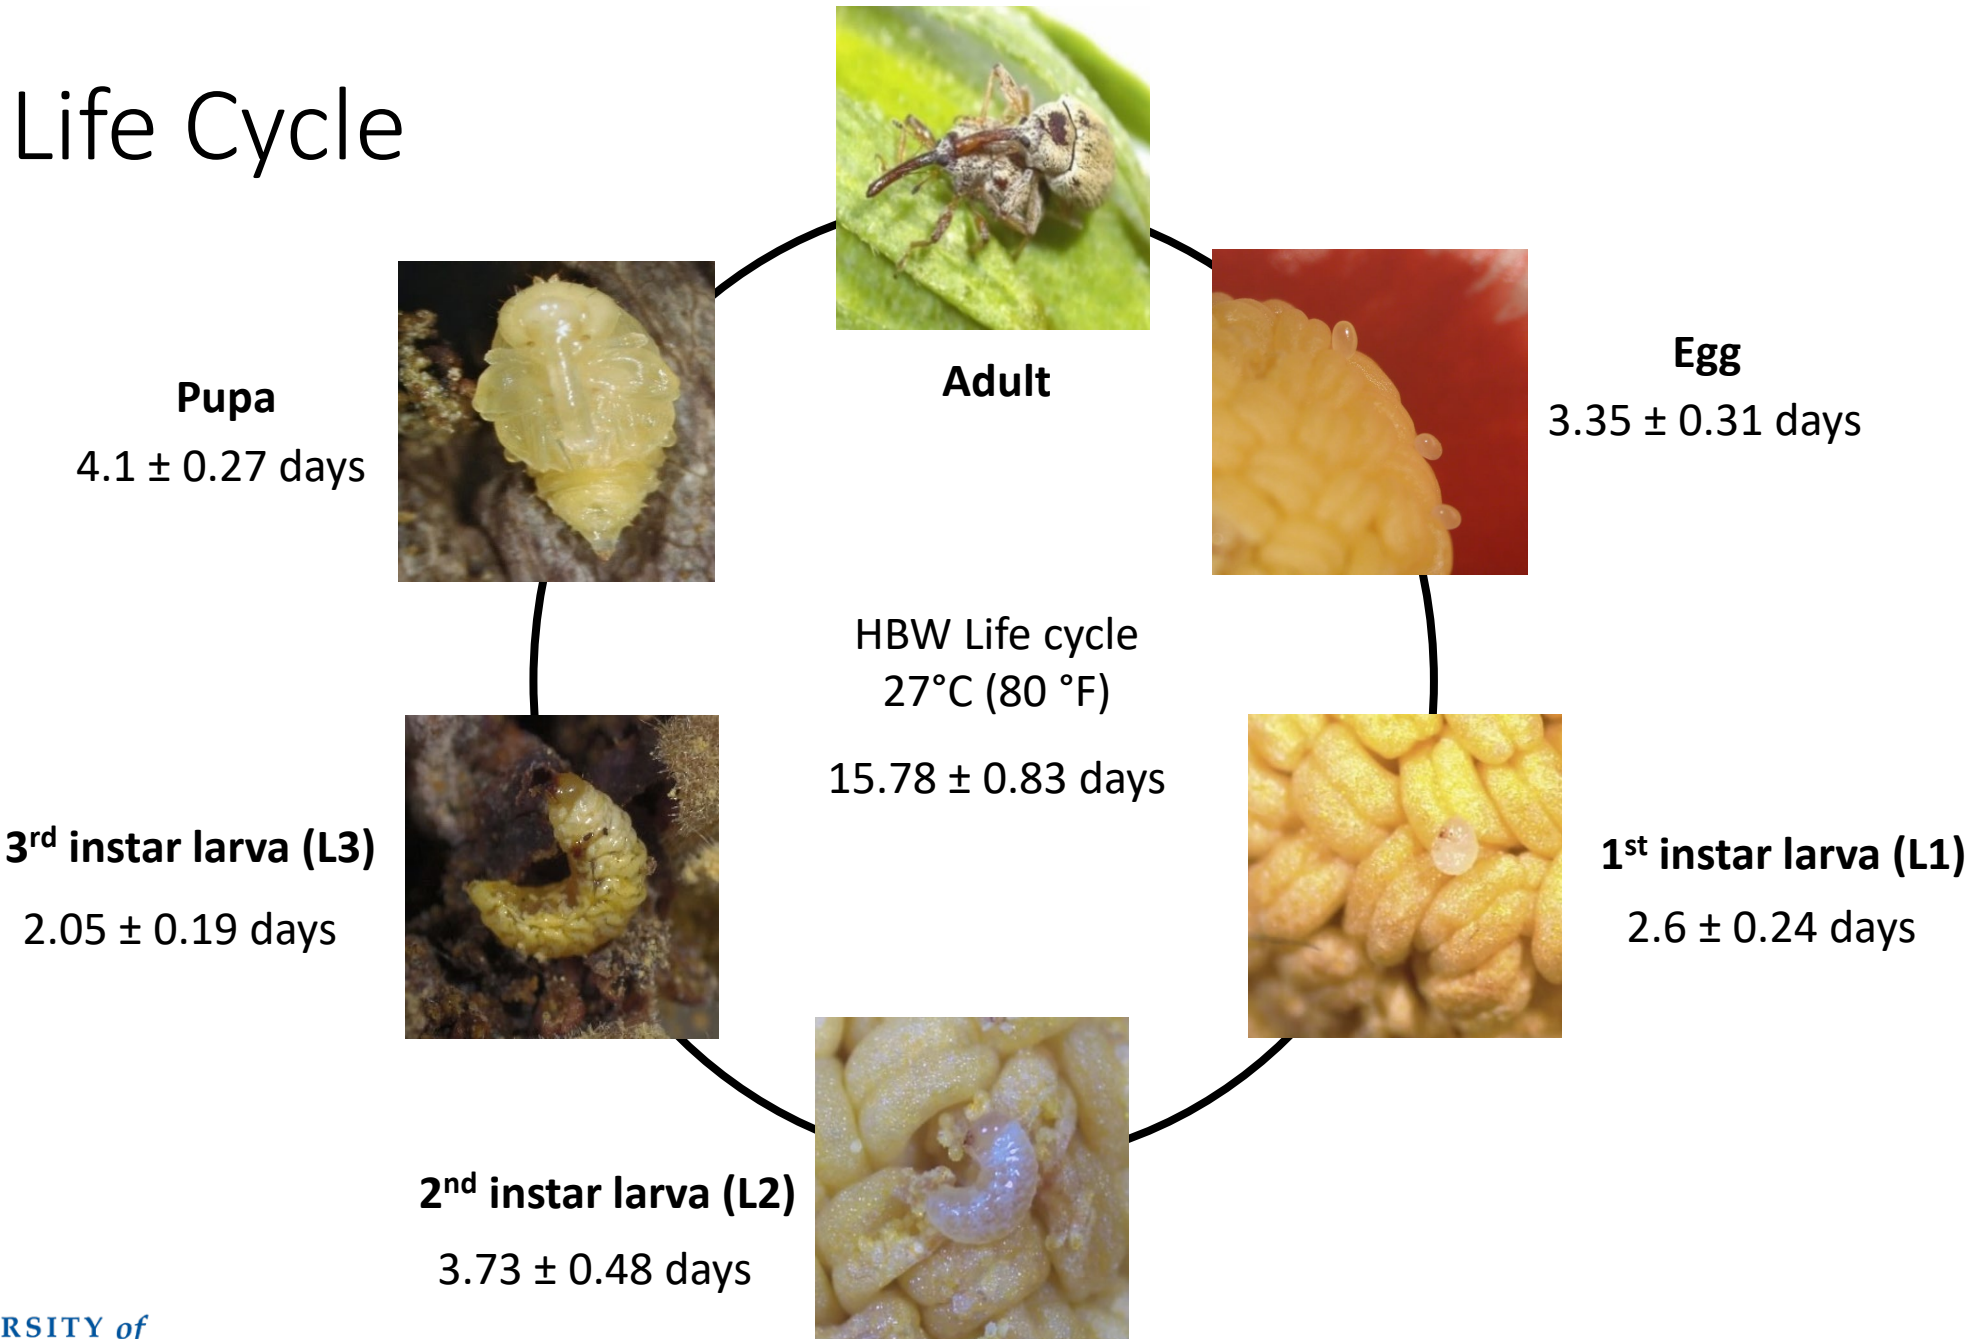 Life Cycle
Adult
Egg
3.35 ± 0.31 days
Pupa
4.1 ± 0.27 days
HBW Life cycle
27°C (80 °F)
15.78 ± 0.83 days
1st instar larva (L1)
2.6 ± 0.24 days
3rd instar larva (L3)
2.05 ± 0.19 days
2nd instar larva (L2)
3.73 ± 0.48 days
RSITY of